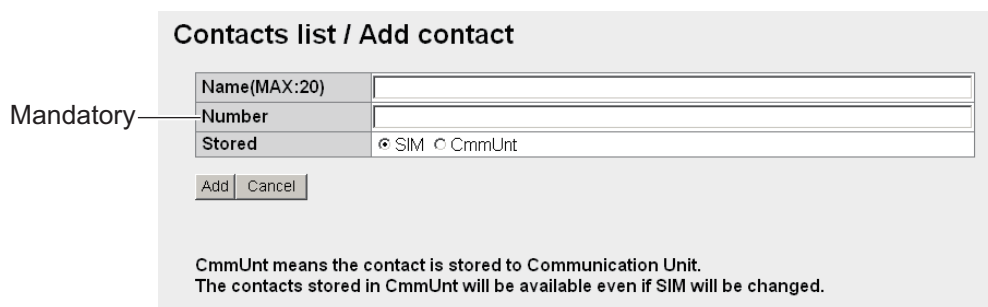 Contacts list / Add contact
Name(MAX:20)
Mandatory
Number
Stored
SIM CmmUnt
Add Cancel
CmmUnt means the contact is stored to Communication Unit.
The contacts stored in CmmUnt will be available even if SIM will be changed.